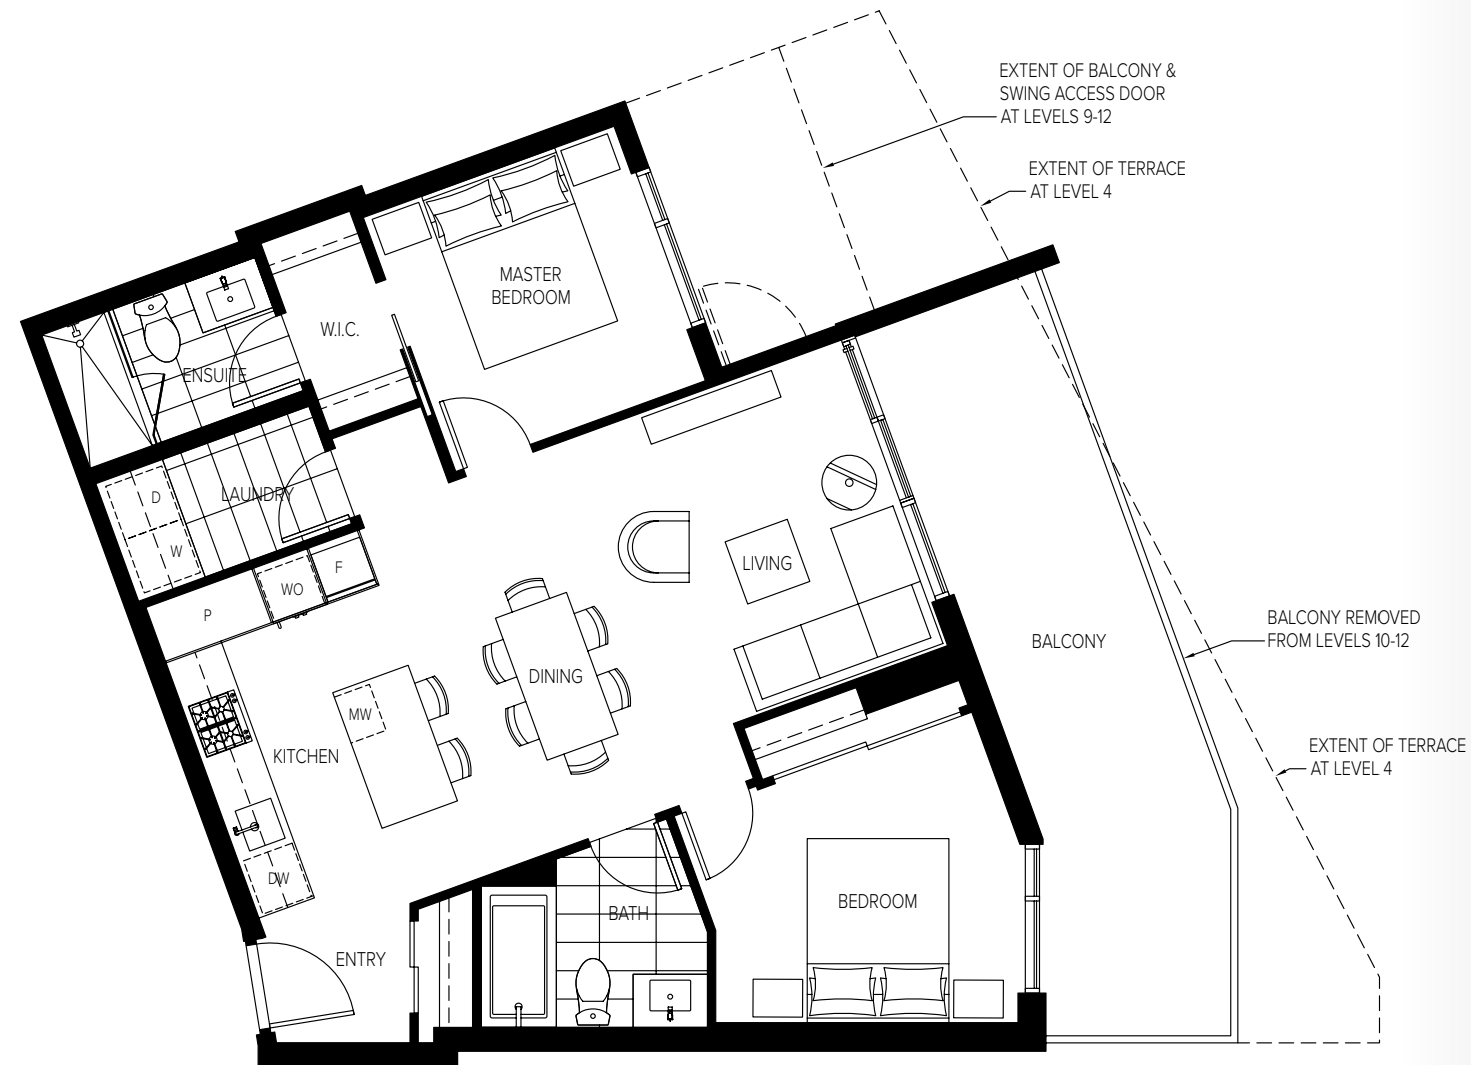 EXTENT OF BALCONY &
SWING ACCESS DOOR
AT LEVELS 9-12
EXTENT OF TERRACE
AT LEVEL 4
MASTER
BEDROOM
W.I.C.
ENSUITE
LAUNDRY
D
W
F
WO
P
LIVING
DINING
MW
KITCHEN
DW
BALCONY
BALCONY REMOVED
FROM LEVELS 10-12
EXTENT OF TERRACE
AT LEVEL 4
BEDROOM
BATH
ENTRY